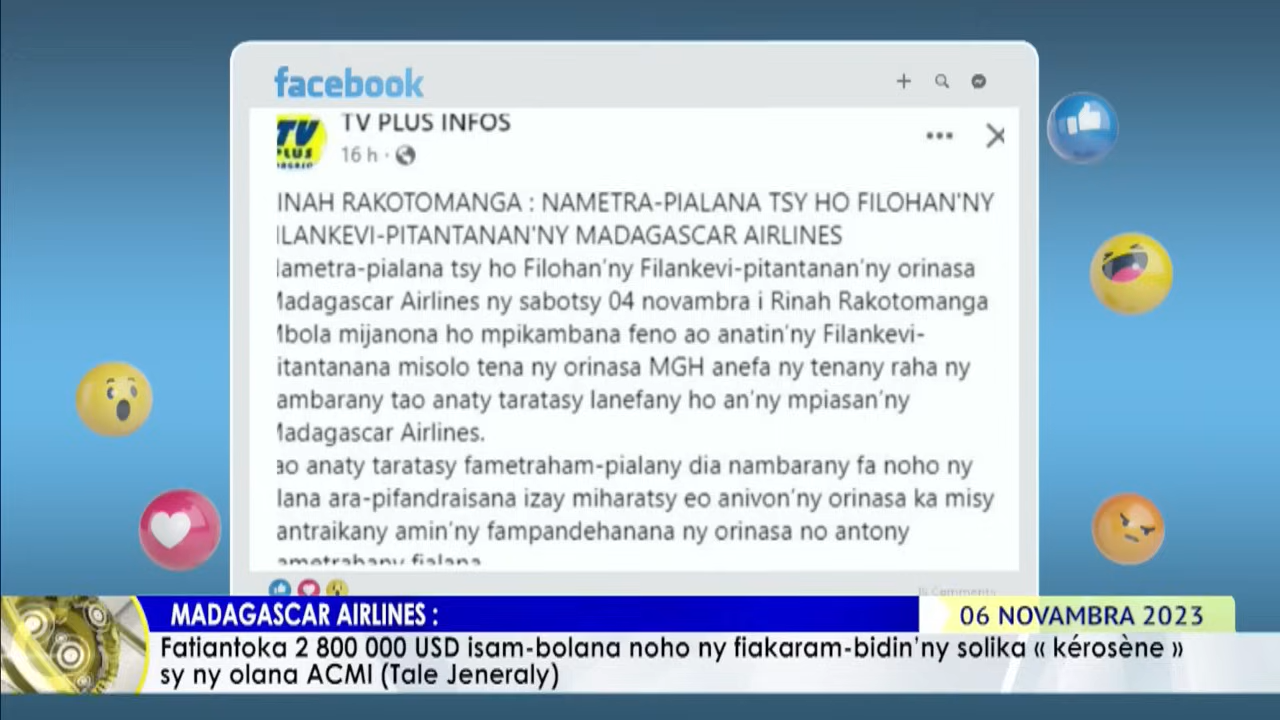 facebook
TV PLUS INFOS
16 h ·
TV
PLUS
INAH RAKOTOMANGA : NAMETRA-PIALANA TSY HO FILOHAN'NY
ILANKEVI-PITANTANAN'NY MADAGASCAR AIRLINES
lametra-pialana tsy ho Filohan'ny Filankevi-pitantanan'ny orinasa
Madagascar Airlines ny sabotsy 04 novambra i Rinah Rakotomanga
Mbola mijanona ho mpikambana feno ao anatin'ny Filankevi-
itantanana misolo tena ny orinasa MGH anefa ny tenany raha ny
ambarany tao anaty taratasy lanefany ho an'ny mpiasan'ny
Madagascar Airlines.
ao anaty taratasy fametraham-pialany dia nambarany fa noho ny
lana ara-pifandraisana izay miharatsy eo anivon'ny orinasa ka misy
antraikany amin'ny fampandehanana ny orinasa no antony
ametrahany fialana
Comments
MADAGASCAR AIRLINES :
06 NOVAMBRA 2023
Fatiantoka 2 800 000 USD isam-bolana noho ny fiakaram-bidin'ny solika « kérosène »
sy ny olana ACMI (Tale Jeneraly)